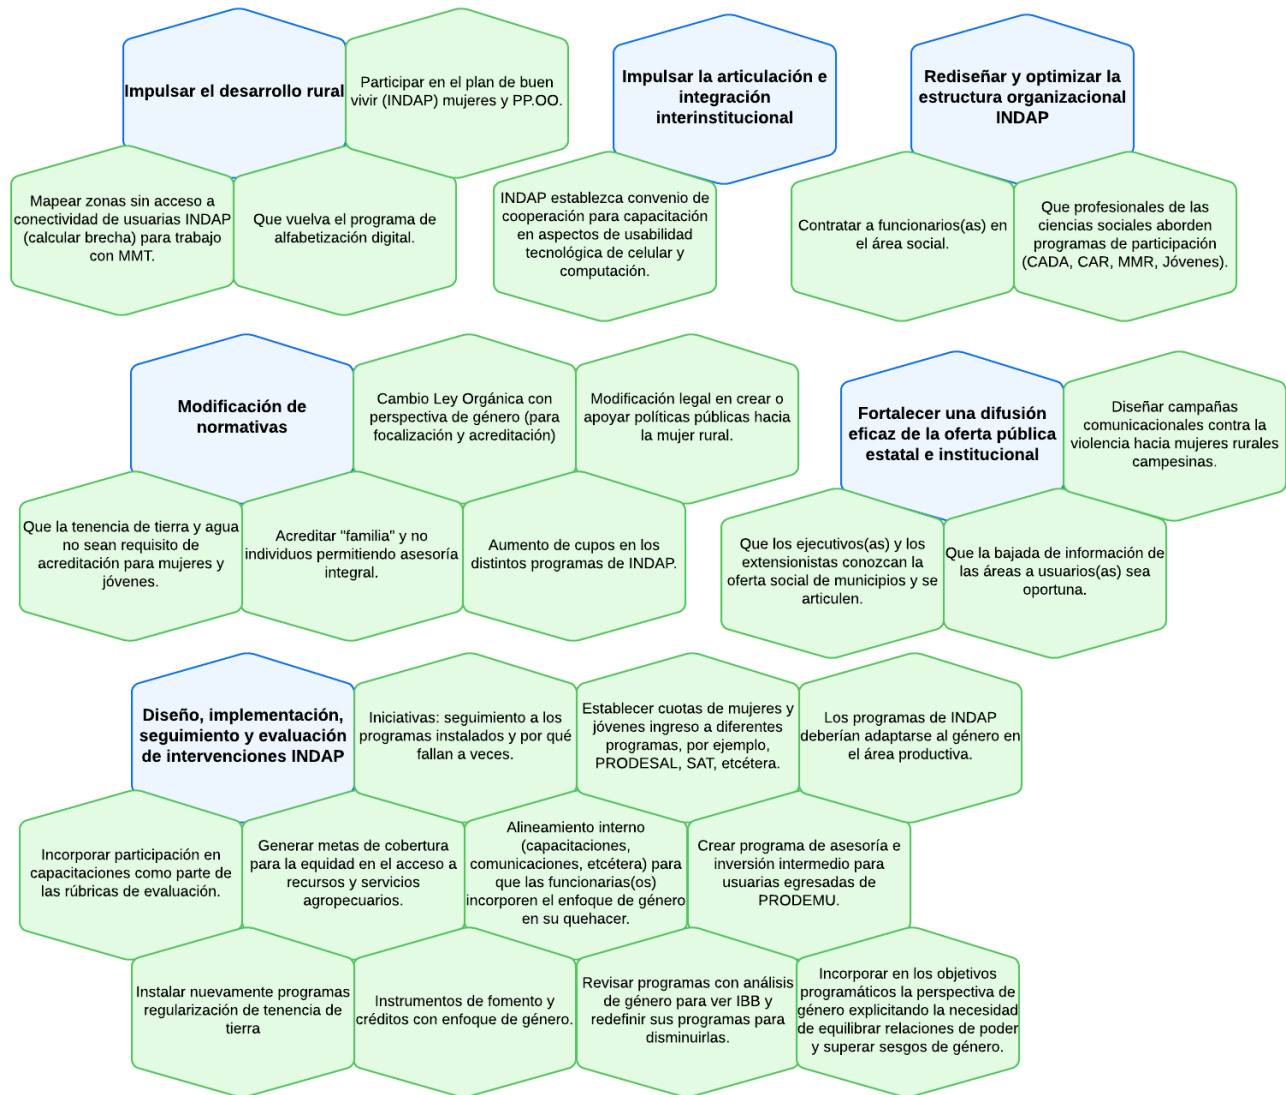 Impulsar el desarrollo rural
Participar en el plan de buen
vivir (INDAP) mujeres y PP.OO.
Mapear zonas sin acceso a
conectividad de usuarias INDAP
(calcular brecha) para trabajo
con MMT.
Que vuelva el programa de
alfabetización digital.
Impulsar la articulación e
integración
interinstitucional
INDAP establezca convenio de
cooperación para capacitación
en aspectos de usabilidad
tecnológica de celular y
computación.
Rediseñar y optimizar la
estructura organizacional
INDAP
Contratar a funcionarios(as) en
el área social.
Que profesionales de las
ciencias sociales aborden
programas de participación
(CADA, CAR, MMR, Jóvenes).
Modificación de
normativas
Cambio Ley Orgánica con
perspectiva de género (para
focalización y acreditación)
Modificación legal en crear o
apoyar políticas públicas hacia
la mujer rural.
Que la tenencia de tierra y agua
no sean requisito de
acreditación para mujeres y
jóvenes.
Acreditar "familia" y no
individuos permitiendo asesoría
integral.
Aumento de cupos en los
distintos programas de INDAP.
Fortalecer una difusión
eficaz de la oferta pública
estatal e institucional
Diseñar campañas
comunicacionales contra la
violencia hacia mujeres rurales
campesinas.
Que los ejecutivos(as) y los
extensionistas conozcan la
oferta social de municipios y se
articulen.
Que la bajada de información de
las áreas a usuarios(as) sea
oportuna.
Diseño, implementación,
seguimiento y evaluación
de intervenciones INDAP
Iniciativas: seguimiento a los
programas instalados y por qué
fallan a veces.
Establecer cuotas de mujeres y
jóvenes ingreso a diferentes
programas, por ejemplo,
PRODESAL, SAT, etcétera.
Los programas de INDAP
deberían adaptarse al género en
el área productiva.
Incorporar participación en
capacitaciones como parte de
las rúbricas de evaluación.
Generar metas de cobertura
para la equidad en el acceso a
recursos y servicios
agropecuarios.
Alineamiento interno
(capacitaciones,
comunicaciones, etcétera) para
que las funcionarias(os)
incorporen el enfoque de género
en su quehacer.
Crear programa de asesoría e
inversión intermedio para
usuarias egresadas de
PRODEMU.
Instalar nuevamente programas
regularización de tenencia de
tierra
Instrumentos de fomento y
créditos con enfoque de género.
Revisar programas con análisis
de género para ver IBB y
redefinir sus programas para
disminuirlas.
Incorporar en los objetivos
programáticos la perspectiva de
género explicitando la necesidad
de equilibrar relaciones de poder
y superar sesgos de género.